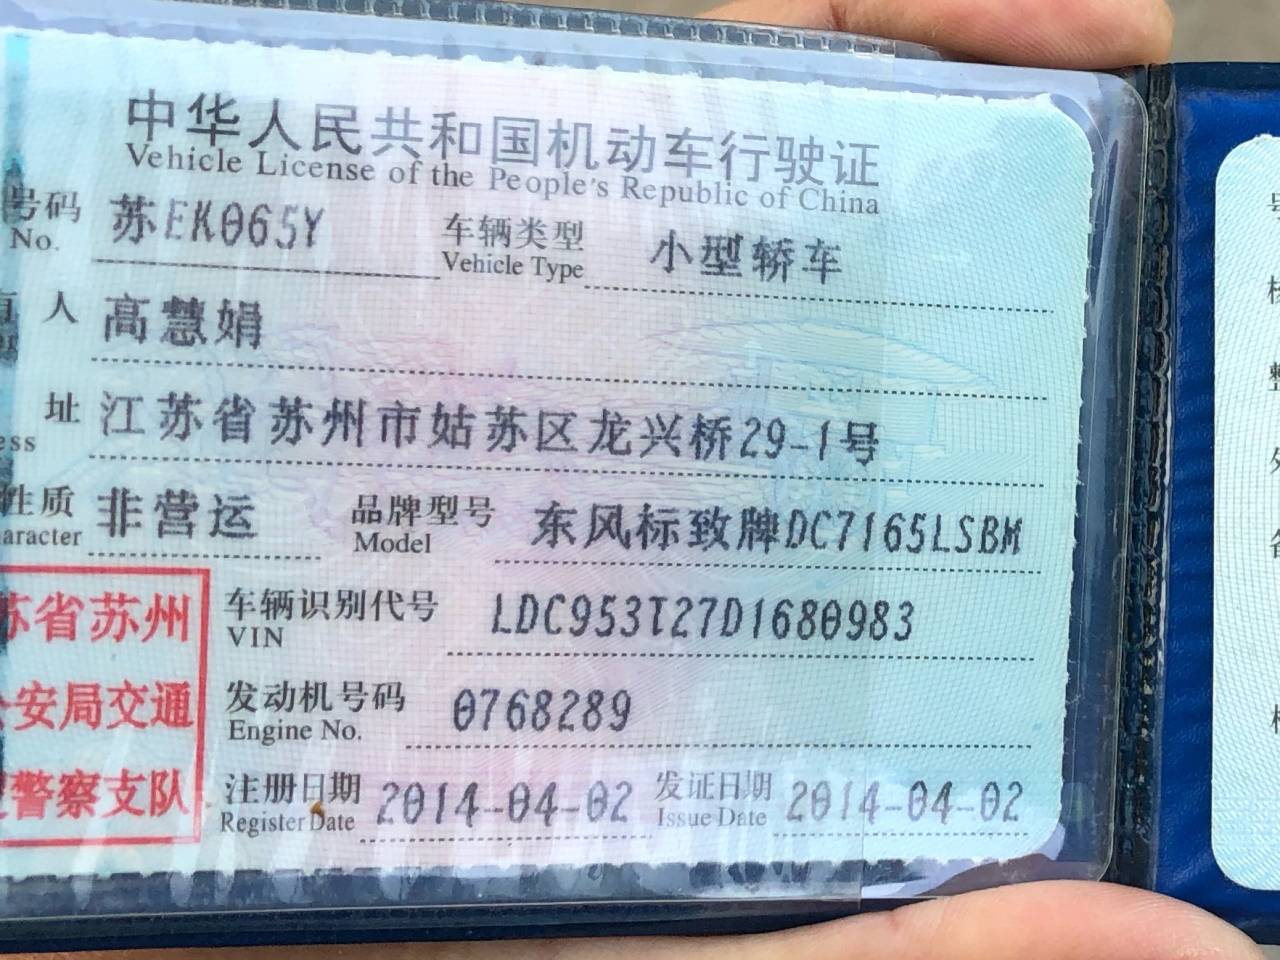 中华人民共和国机动车行驶证
Vehicle License of the People's Republic of China
号码 苏EK065Y 车辆类型 小型轿车
No. Vehicle Type
人 高慧娟
址 江苏省苏州市姑苏区龙兴桥29-1号
ess
性质 非营运 品牌型号 东风标致牌DC7165LSBM
aracter Model
苏省苏州 车辆识别代号 LDC953T27D1680983
VIN
安局交通 发动机号码 0768289
Engine No.
警察支队 注册日期 2014-04-02 发证日期 2014-04-02
Register Date Issue Date